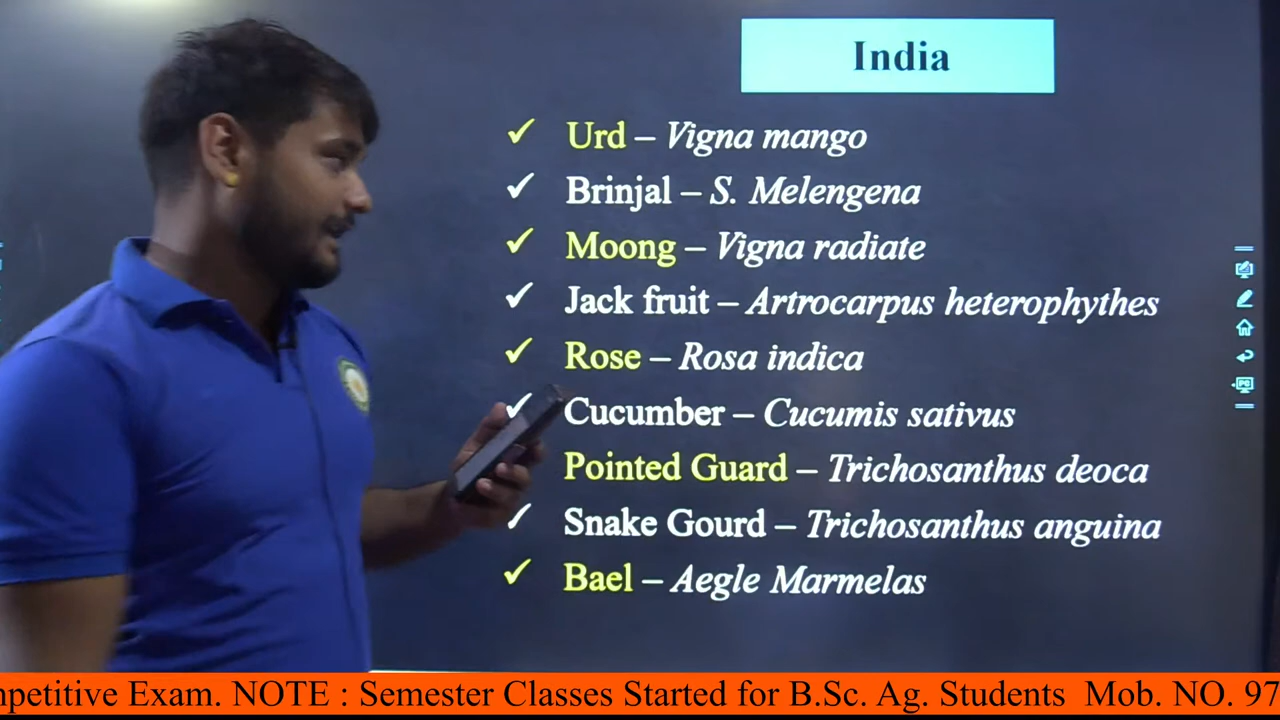 India
✓ Urd – Vigna mango
✓ Brinjal – S. Melengena
✓ Moong – Vigna radiate
✓ Jack fruit – Artrocarpus heterophythes
✓ Rose – Rosa indica
✓ Cucumber – Cucumis sativus
Pointed Guard – Trichosanthus deoca
✓ Snake Gourd – Trichosanthus anguina
✓ Bael – Aegle Marmelas
mpetitive Exam. NOTE : Semester Classes Started for B.Sc. Ag. Students Mob. NO. 97